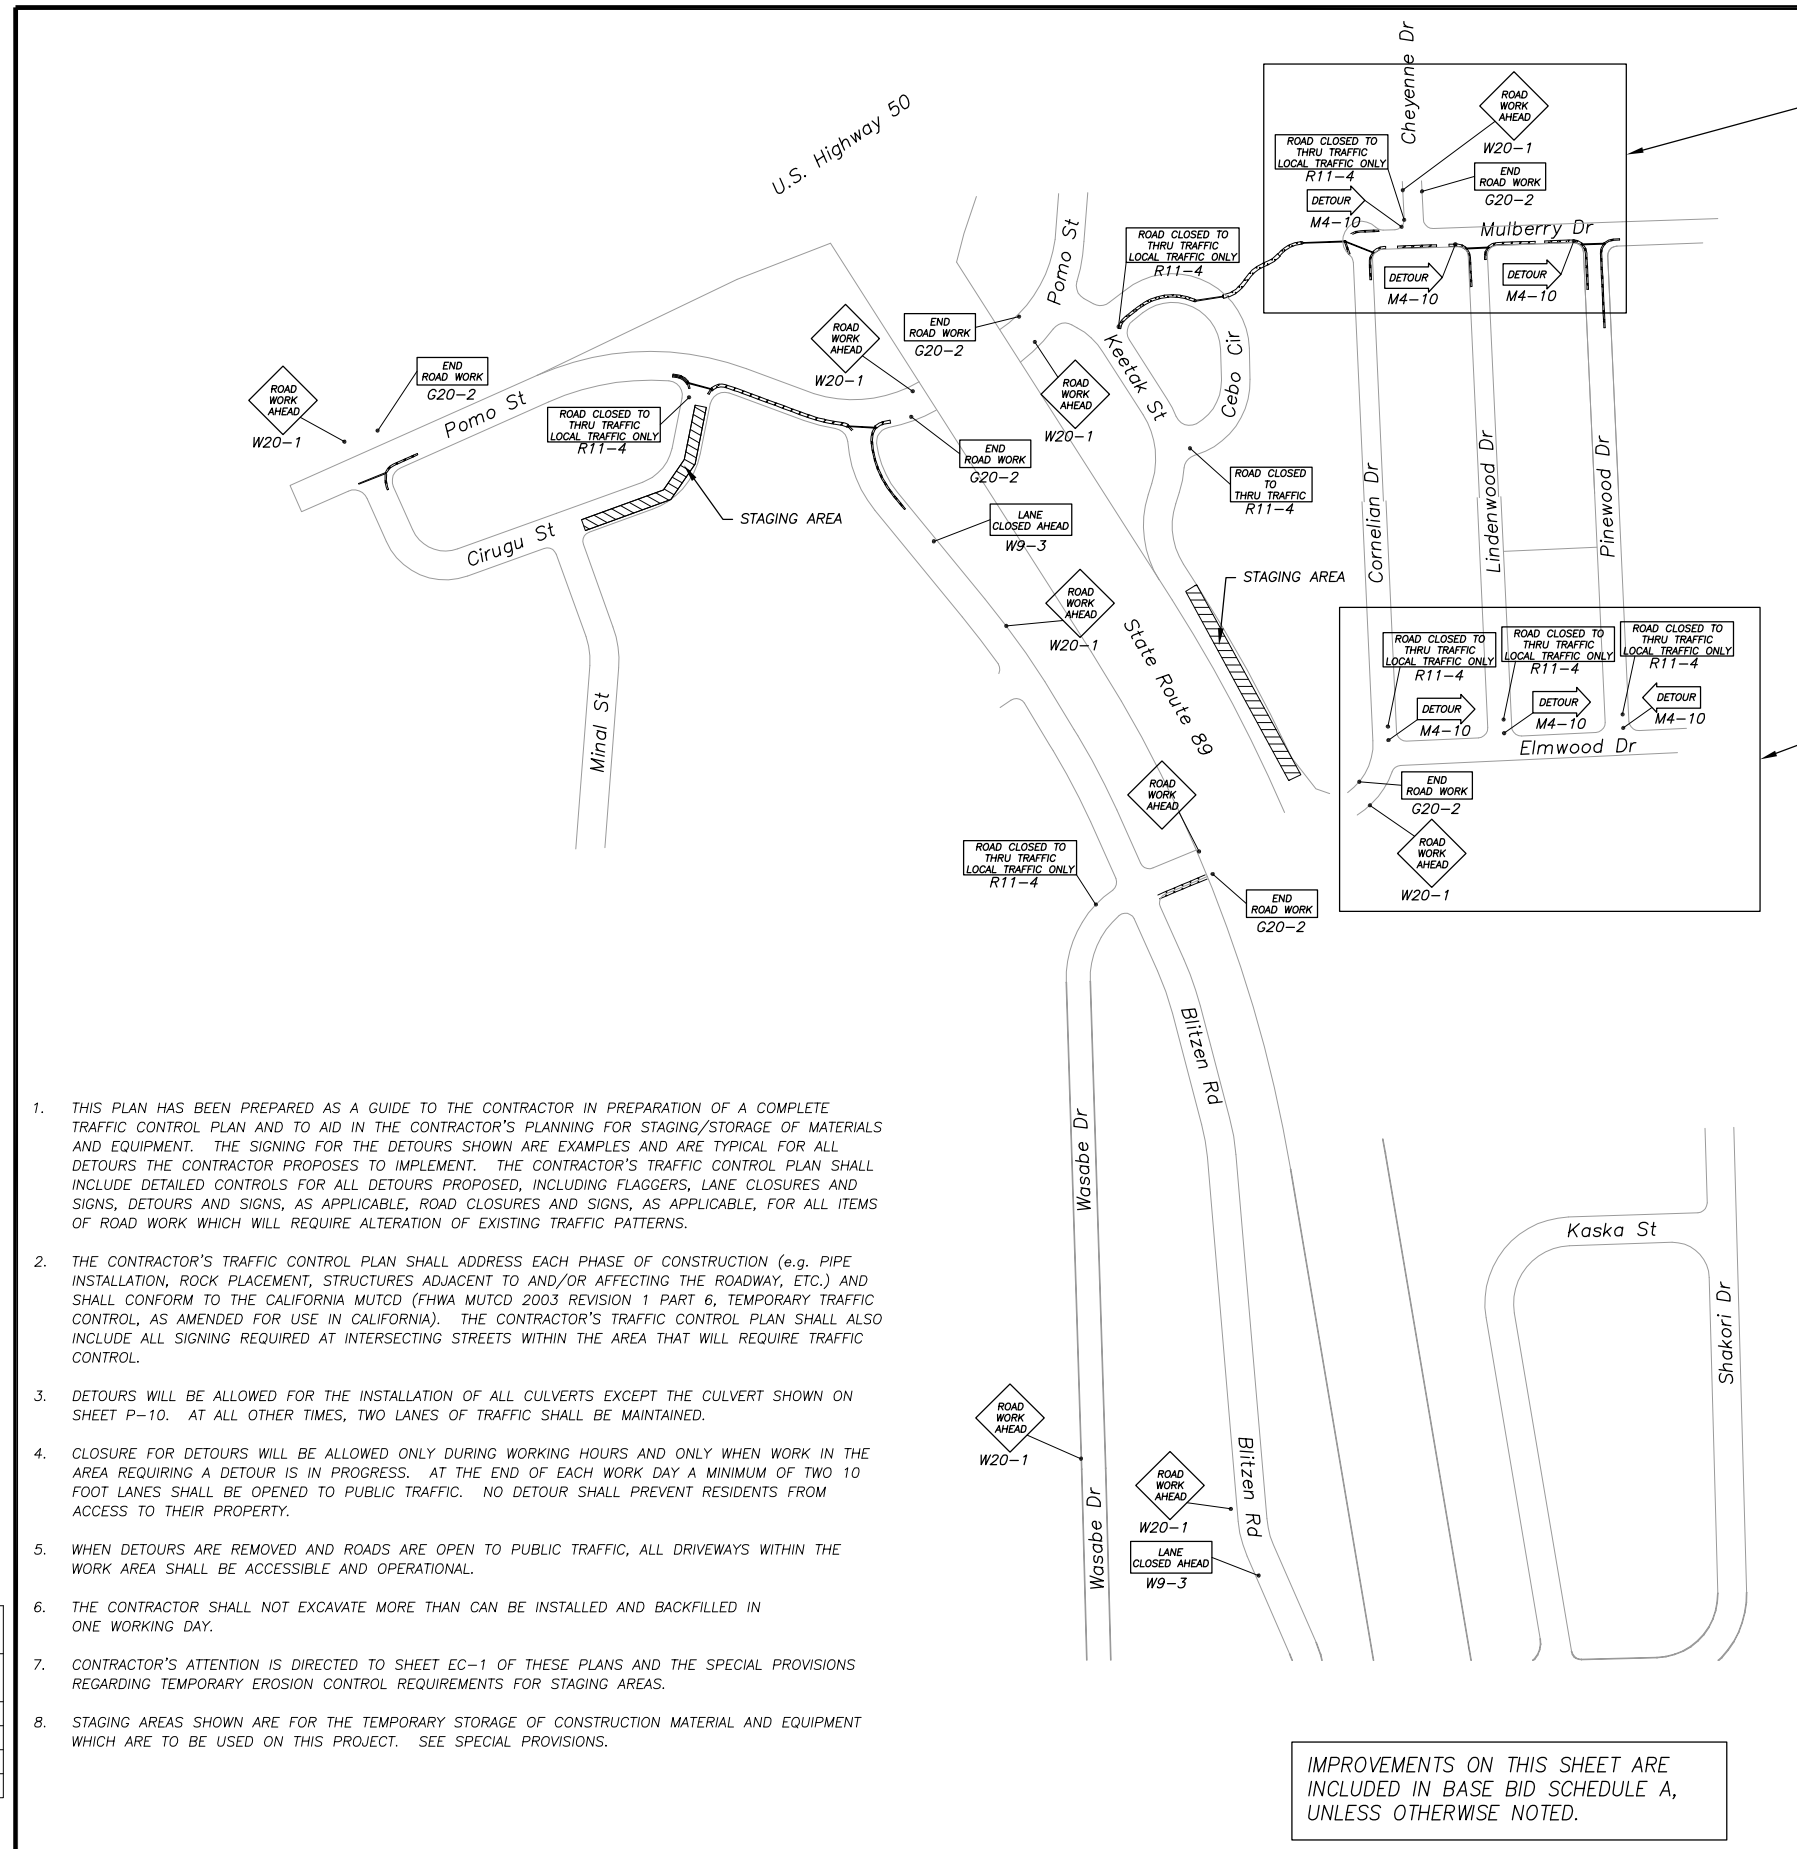 Cheyenne Dr
U.S. Highway 50
ROAD
WORK
AHEAD
W20-1
ROAD CLOSED TO
THRU TRAFFIC
LOCAL TRAFFIC ONLY
R11-4
END
ROAD WORK
G20-2
DETOUR
M4-10
Mulberry Dr
DETOUR
M4-10
DETOUR
M4-10
Pomo St
ROAD CLOSED TO
THRU TRAFFIC
LOCAL TRAFFIC ONLY
R11-4
Keetak St
Cebo Cir
END
ROAD WORK
G20-2
ROAD
WORK
AHEAD
W20-1
ROAD
WORK
AHEAD
W20-1
END
ROAD WORK
G20-2
ROAD
WORK
AHEAD
W20-1
Pomo St
ROAD CLOSED TO
THRU TRAFFIC
LOCAL TRAFFIC ONLY
R11-4
END
ROAD WORK
G20-2
ROAD CLOSED
TO
THRU TRAFFIC
R11-4
Cornelian Dr
Lindenwood Dr
Pinewood Dr
STAGING AREA
LANE
CLOSED AHEAD
W9-3
Cirugu St
STAGING AREA
ROAD
WORK
AHEAD
W20-1
State Route 89
Minal St
ROAD CLOSED TO
THRU TRAFFIC
LOCAL TRAFFIC ONLY
R11-4
ROAD CLOSED TO
THRU TRAFFIC
LOCAL TRAFFIC ONLY
R11-4
ROAD CLOSED TO
THRU TRAFFIC
LOCAL TRAFFIC ONLY
R11-4
DETOUR
M4-10
DETOUR
M4-10
DETOUR
M4-10
Elmwood Dr
END
ROAD WORK
G20-2
ROAD
WORK
AHEAD
W20-1
ROAD
WORK
AHEAD
ROAD CLOSED TO
THRU TRAFFIC
LOCAL TRAFFIC ONLY
R11-4
END
ROAD WORK
G20-2
Blitzen Rd
Wasabe Dr
Kaska St
Shakori Dr
ROAD
WORK
AHEAD
W20-1
Wasabe Dr
Blitzen Rd
ROAD
WORK
AHEAD
W20-1
LANE
CLOSED AHEAD
W9-3
1. THIS PLAN HAS BEEN PREPARED AS A GUIDE TO THE CONTRACTOR IN PREPARATION OF A COMPLETE
TRAFFIC CONTROL PLAN AND TO AID IN THE CONTRACTOR'S PLANNING FOR STAGING/STORAGE OF MATERIALS
AND EQUIPMENT. THE SIGNING FOR THE DETOURS SHOWN ARE EXAMPLES AND ARE TYPICAL FOR ALL
DETOURS THE CONTRACTOR PROPOSES TO IMPLEMENT. THE CONTRACTOR'S TRAFFIC CONTROL PLAN SHALL
INCLUDE DETAILED CONTROLS FOR ALL DETOURS PROPOSED, INCLUDING FLAGGERS, LANE CLOSURES AND
SIGNS, DETOURS AND SIGNS, AS APPLICABLE, ROAD CLOSURES AND SIGNS, AS APPLICABLE, FOR ALL ITEMS
OF ROAD WORK WHICH WILL REQUIRE ALTERATION OF EXISTING TRAFFIC PATTERNS.
2. THE CONTRACTOR'S TRAFFIC CONTROL PLAN SHALL ADDRESS EACH PHASE OF CONSTRUCTION (e.g. PIPE
INSTALLATION, ROCK PLACEMENT, STRUCTURES ADJACENT TO AND/OR AFFECTING THE ROADWAY, ETC.) AND
SHALL CONFORM TO THE CALIFORNIA MUTCD (FHWA MUTCD 2003 REVISION 1 PART 6, TEMPORARY TRAFFIC
CONTROL, AS AMENDED FOR USE IN CALIFORNIA). THE CONTRACTOR'S TRAFFIC CONTROL PLAN SHALL ALSO
INCLUDE ALL SIGNING REQUIRED AT INTERSECTING STREETS WITHIN THE AREA THAT WILL REQUIRE TRAFFIC
CONTROL.
3. DETOURS WILL BE ALLOWED FOR THE INSTALLATION OF ALL CULVERTS EXCEPT THE CULVERT SHOWN ON
SHEET P-10. AT ALL OTHER TIMES, TWO LANES OF TRAFFIC SHALL BE MAINTAINED.
4. CLOSURE FOR DETOURS WILL BE ALLOWED ONLY DURING WORKING HOURS AND ONLY WHEN WORK IN THE
AREA REQUIRING A DETOUR IS IN PROGRESS. AT THE END OF EACH WORK DAY A MINIMUM OF TWO 10
FOOT LANES SHALL BE OPENED TO PUBLIC TRAFFIC. NO DETOUR SHALL PREVENT RESIDENTS FROM
ACCESS TO THEIR PROPERTY.
5. WHEN DETOURS ARE REMOVED AND ROADS ARE OPEN TO PUBLIC TRAFFIC, ALL DRIVEWAYS WITHIN THE
WORK AREA SHALL BE ACCESSIBLE AND OPERATIONAL.
6. THE CONTRACTOR SHALL NOT EXCAVATE MORE THAN CAN BE INSTALLED AND BACKFILLED IN
ONE WORKING DAY.
7. CONTRACTOR'S ATTENTION IS DIRECTED TO SHEET EC-1 OF THESE PLANS AND THE SPECIAL PROVISIONS
REGARDING TEMPORARY EROSION CONTROL REQUIREMENTS FOR STAGING AREAS.
8. STAGING AREAS SHOWN ARE FOR THE TEMPORARY STORAGE OF CONSTRUCTION MATERIAL AND EQUIPMENT
WHICH ARE TO BE USED ON THIS PROJECT. SEE SPECIAL PROVISIONS.
IMPROVEMENTS ON THIS SHEET ARE
INCLUDED IN BASE BID SCHEDULE A,
UNLESS OTHERWISE NOTED.